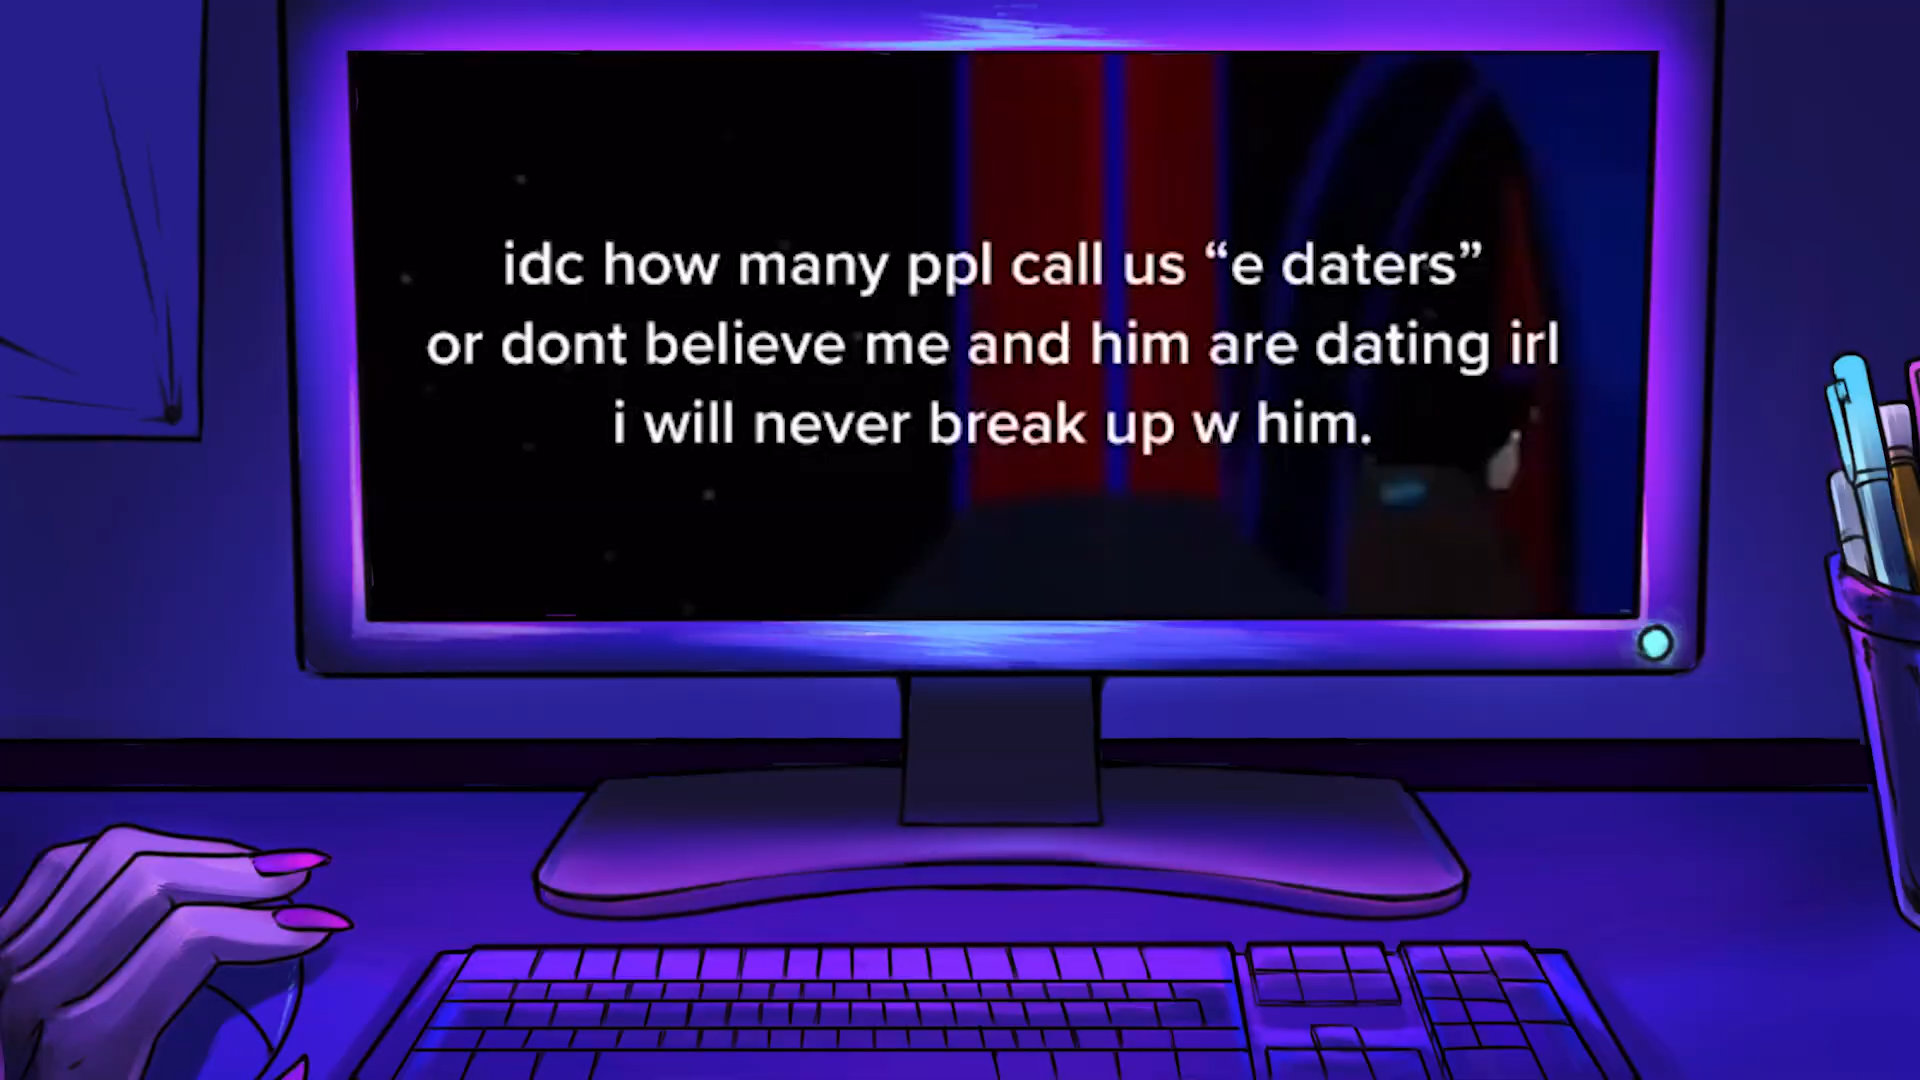 idc how many ppl call us “e daters”
or dont believe me and him are dating irl
i will never break up w him.